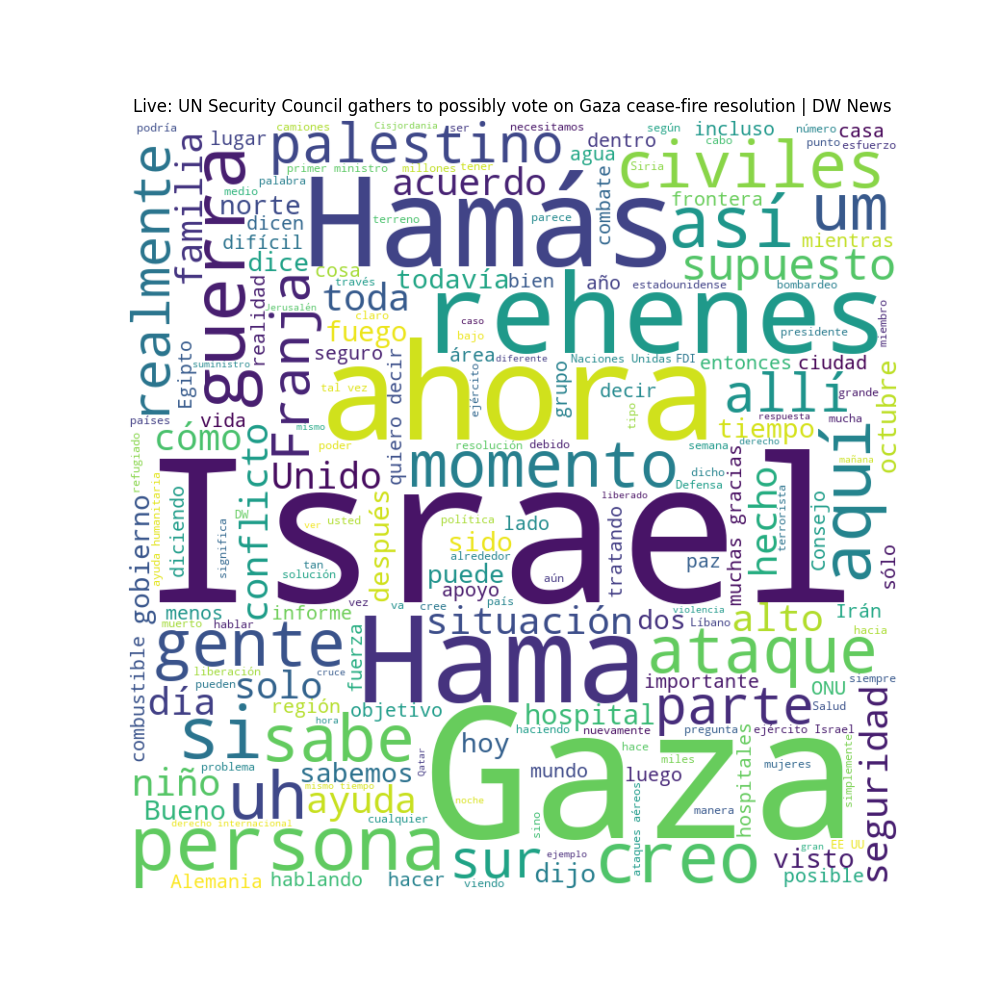 Live: UN Security Council gathers to possibly vote on Gaza cease-fire resolution | DW News
podría
lugar
camiones
Cisjordania
ser
necesitamos
según
incluso
número
casa
palestino
dentro
cabo
punto
esfuerzo
primer ministro
millones
tener
agua
Siria
civiles
realmente
familia
guerra
palabra
medio
norte
dicen
difícil
dice
Hamás
acuerdo
terreno
parece
combate
así
frontera
um
mientras
supuesto
cosa
través
todavía
bien
año
estadounidense
bombardeo
toda
realidad
Jerusalén
Franja
claro
fuego
seguro
rehenes
caso
bajo
presidente
miembro
Egipto
suministro
área
diferente
Naciones Unidas
FDI
entonces
ciudad
países
vida
tal vez
ahora
quiero decir
ejército
grupo
decir
tipo
allí
grande
respuesta
mucha
octubre
cómo
mismo
poder
resolución
debido
semana
tiempo
derecho
mañana
refugiado
conflicto
Unido
momento
dicho
Defensa
muchas gracias
hecho
terrorista
Consejo
aquí
sólo
ayuda humanitaria
gobierno
diciendo
significa
DW
Israel
después
ver
usted
política
lado
liberado
sido
alrededor
tratando
paz
tan
solución
puede
apoyo
aún
menos
informe
vez
va
cree
país
violencia
Líbano
alto
Irán
hacia
muerto
hablar
situación
dos
gente
fuerza
Hama
ataque
combustible
liberación
pueden
solo
cruce
importante
ONU
siempre
día
región
objetivo
hospital
parte
Salud
si
sabe
hora
haciendo
nuevamente
pregunta
ejército Israel
seguridad
hoy
hace
problema
sabemos
Qatar
mundo
luego
miles
hospitales
mujeres
simplemente
niño
mismo tiempo
Gaza
Bueno
uh
ayuda
noche
cualquier
manera
derecho internacional
sino
ataques aéreos
persona
sur
ejemplo
creo
gran
EE UU
visto
Alemania
hablando
hacer
viendo
dijo
posible